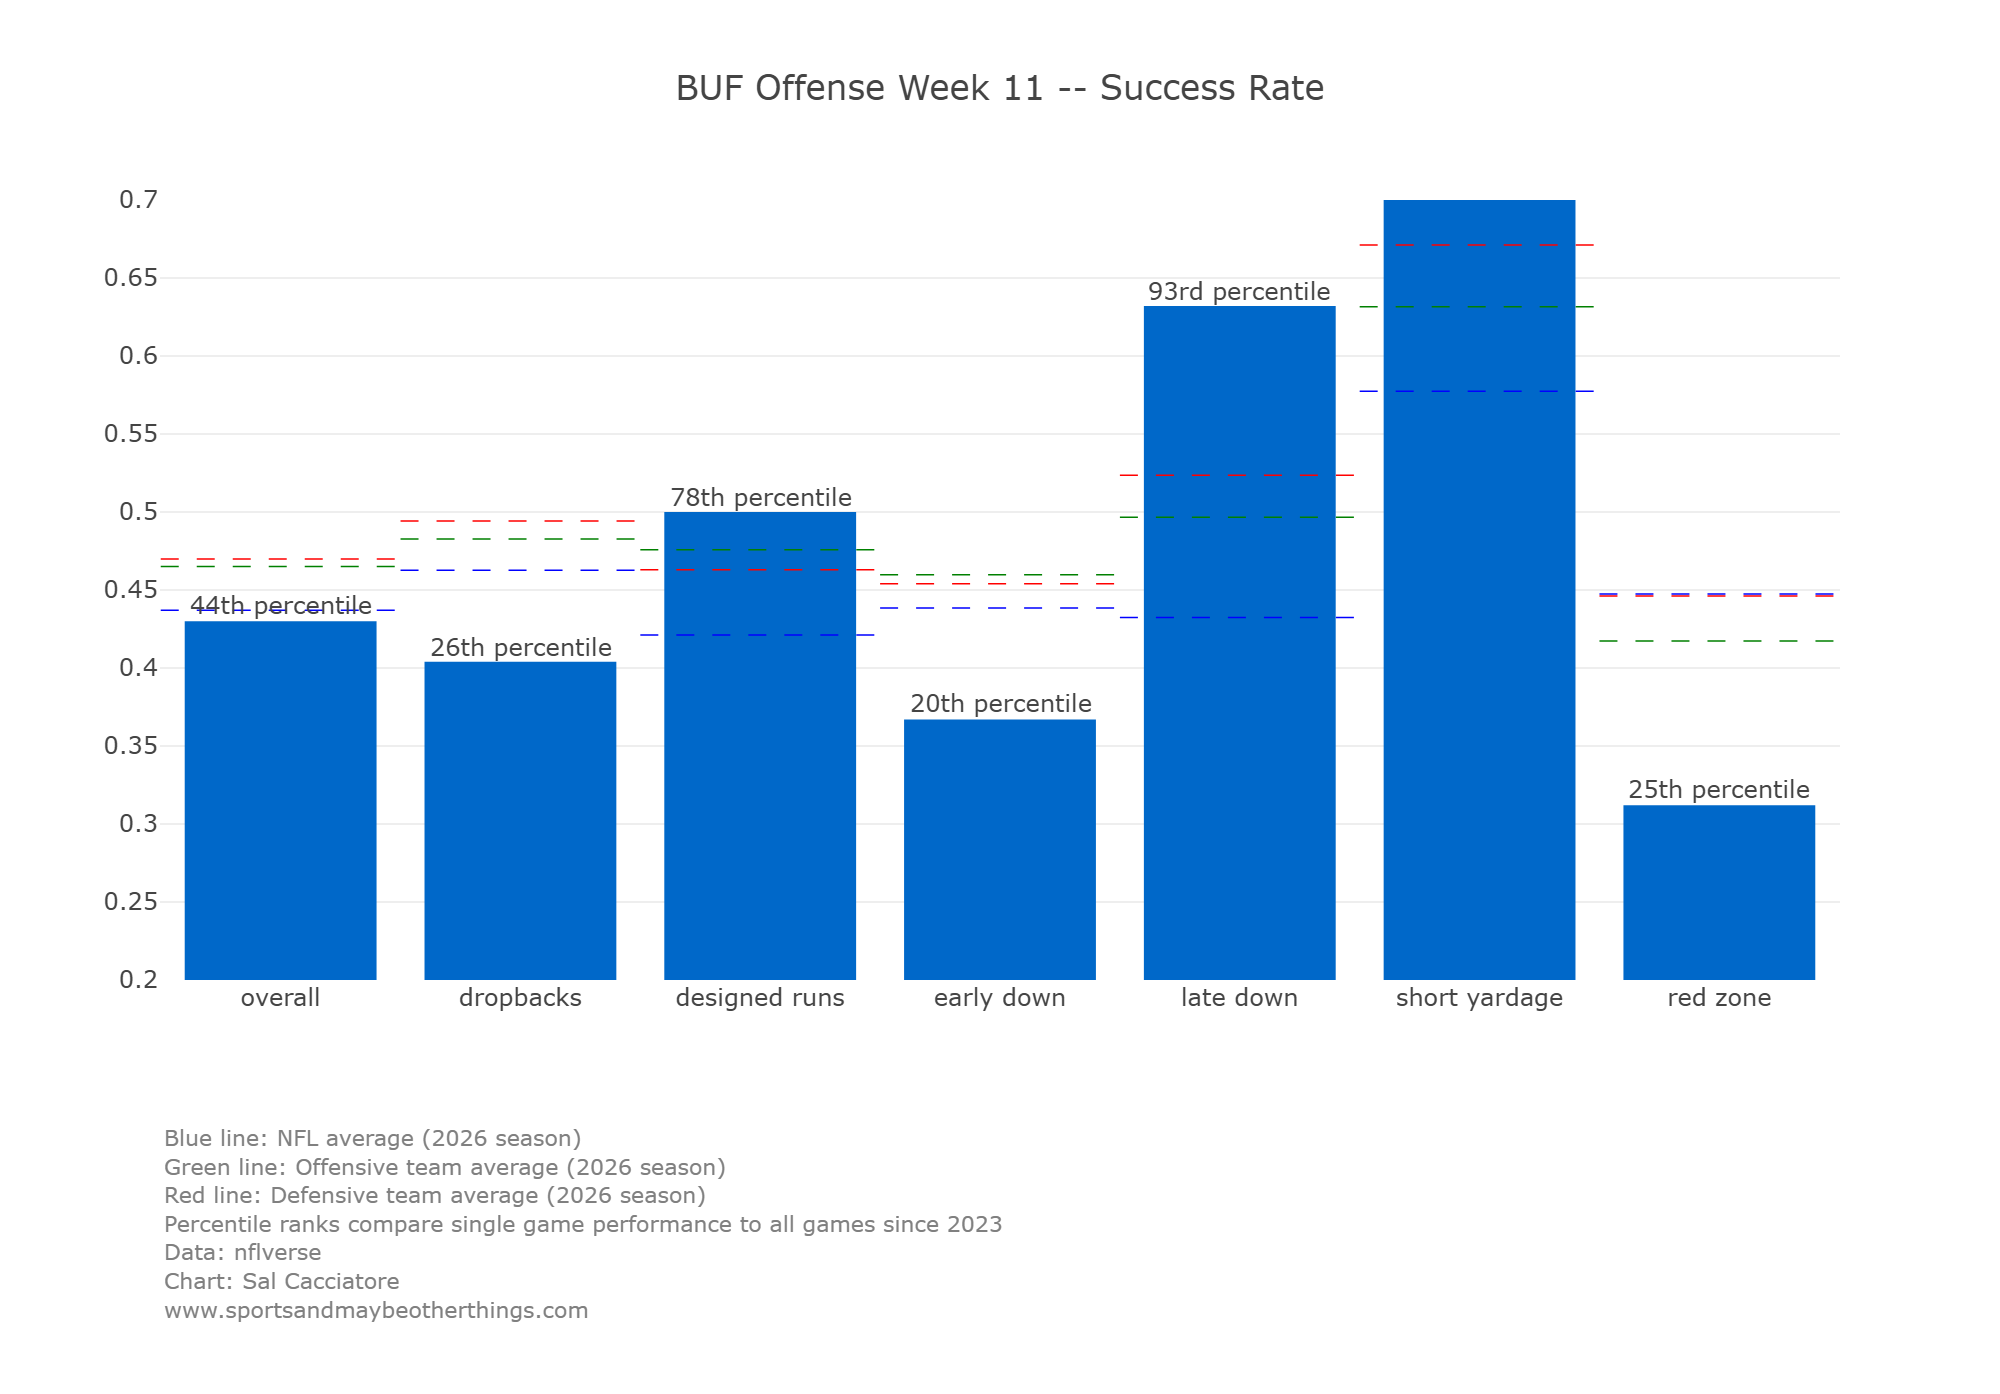 BUF Offense Week 11 -- Success Rate
0.7
0.65
0.6
0.55
0.5
0.45
0.4
0.35
0.3
0.25
0.2
44th percentile
26th percentile
78th percentile
20th percentile
93rd percentile
25th percentile
overall
dropbacks
designed runs
early down
late down
short yardage
red zone
Blue line: NFL average (2026 season)
Green line: Offensive team average (2026 season)
Red line: Defensive team average (2026 season)
Percentile ranks compare single game performance to all games since 2023
Data: nflverse
Chart: Sal Cacciatore
www.sportsandmaybeotherthings.com